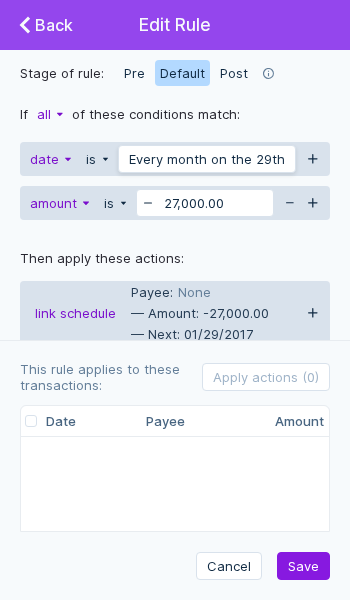 Back
Edit Rule
Stage of rule: Pre Default Post
If all of these conditions match:
date is Every month on the 29th +
amount is − 27,000.00 − +
Then apply these actions:
Payee: None
link schedule — Amount: -27,000.00 +
— Next: 01/29/2017
This rule applies to these
transactions:
Apply actions (0)
Date Payee Amount
Cancel Save